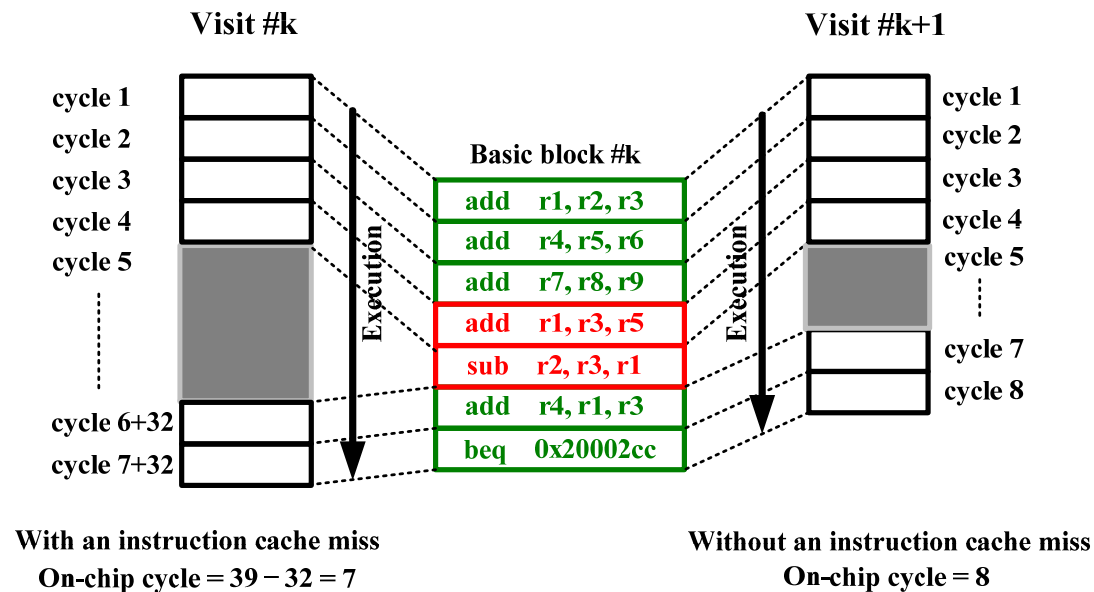 Visit #k
Visit #k+1
cycle 1
cycle 2
cycle 3
cycle 4
cycle 5
cycle 6+32
cycle 7+32
Execution
Basic block #k
add r1, r2, r3
add r4, r5, r6
add r7, r8, r9
add r1, r3, r5
sub r2, r3, r1
add r4, r1, r3
beq 0x20002cc
Execution
cycle 1
cycle 2
cycle 3
cycle 4
cycle 5
cycle 7
cycle 8
With an instruction cache miss
On-chip cycle = 39 − 32 = 7
Without an instruction cache miss
On-chip cycle = 8